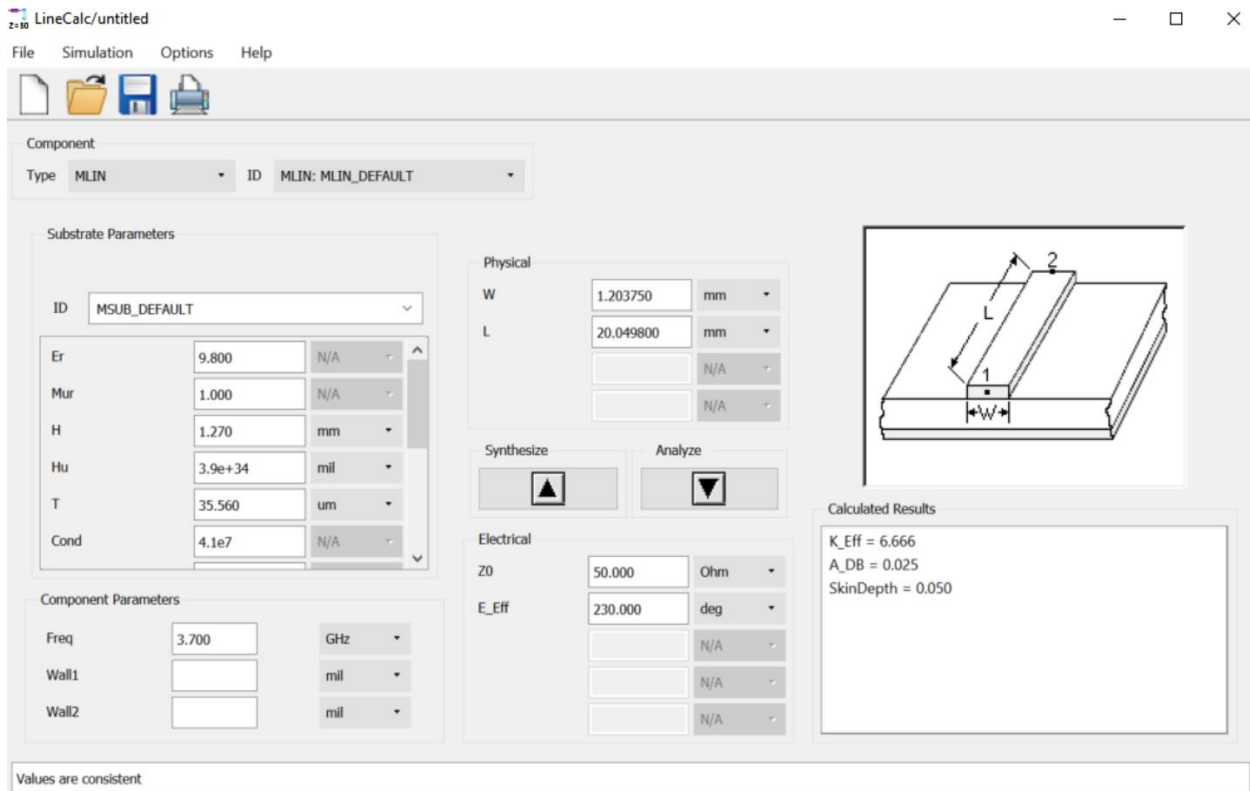 Z=50 LineCalc/untitled
File Simulation Options Help
Component
Type MLIN ID MLIN: MLIN_DEFAULT
Substrate Parameters
ID MSUB_DEFAULT
Er 9.800 N/A
Mur 1.000 N/A
H 1.270 mm
Hu 3.9e+34 mil
T 35.560 um
Cond 4.1e7 N/A
Component Parameters
Freq 3.700 GHz
Wall1 mil
Wall2 mil
Physical
W 1.203750 mm
L 20.049800 mm
N/A
N/A
Synthesize Analyze
Electrical
Z0 50.000 Ohm
E_Eff 230.000 deg
N/A
N/A
N/A
2
L
1
W
Calculated Results
K_Eff = 6.666
A_DB = 0.025
SkinDepth = 0.050
Values are consistent